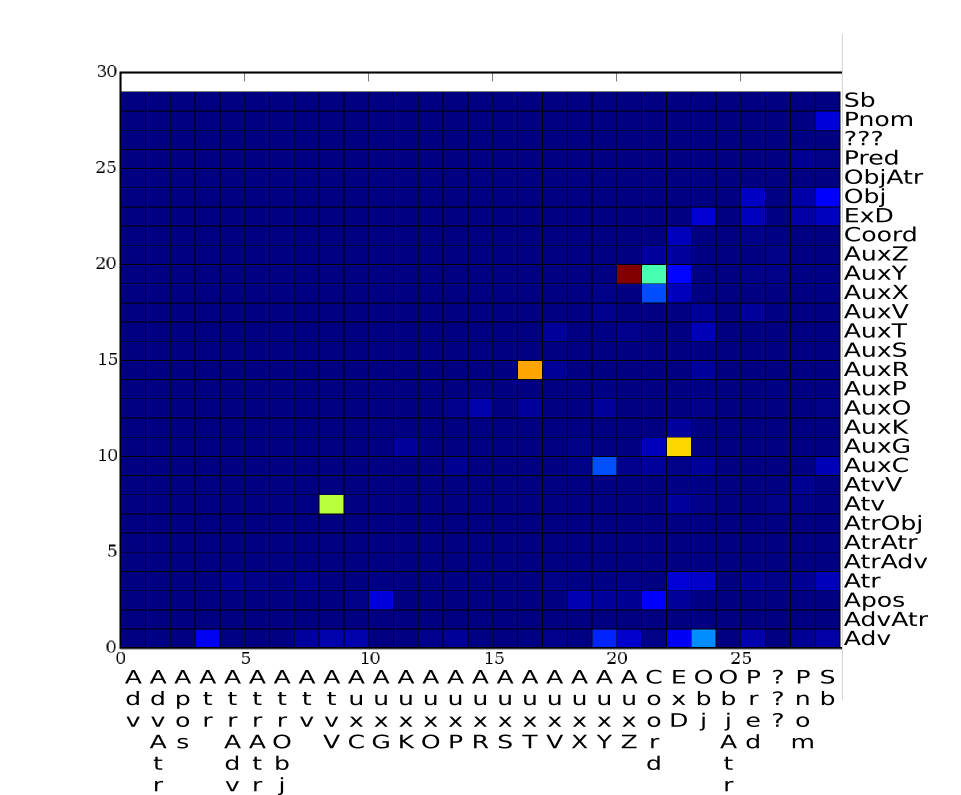 30
Sb
Pnom
???
Pred
25
ObjAtr
Obj
ExD
Coord
AuxZ
20
AuxY
AuxX
AuxV
AuxT
AuxS
15
AuxR
AuxP
AuxO
AuxK
AuxG
10
AuxC
AtvV
Atv
AtrObj
AtrAtr
5
AtrAdv
Atr
Apos
AdvAtr
Adv
0
0 5 10 15 20 25
Adv
AdvAtr
Apos
Atr
AtrAdv
AtrAtr
AtrObj
Atv
AtvV
AuxC
AuxG
AuxK
AuxO
AuxP
AuxR
AuxS
AuxT
AuxV
AuxX
AuxY
AuxZ
Coord
ExD
Obj
ObjAtr
Pred
???
Pnom
Sb